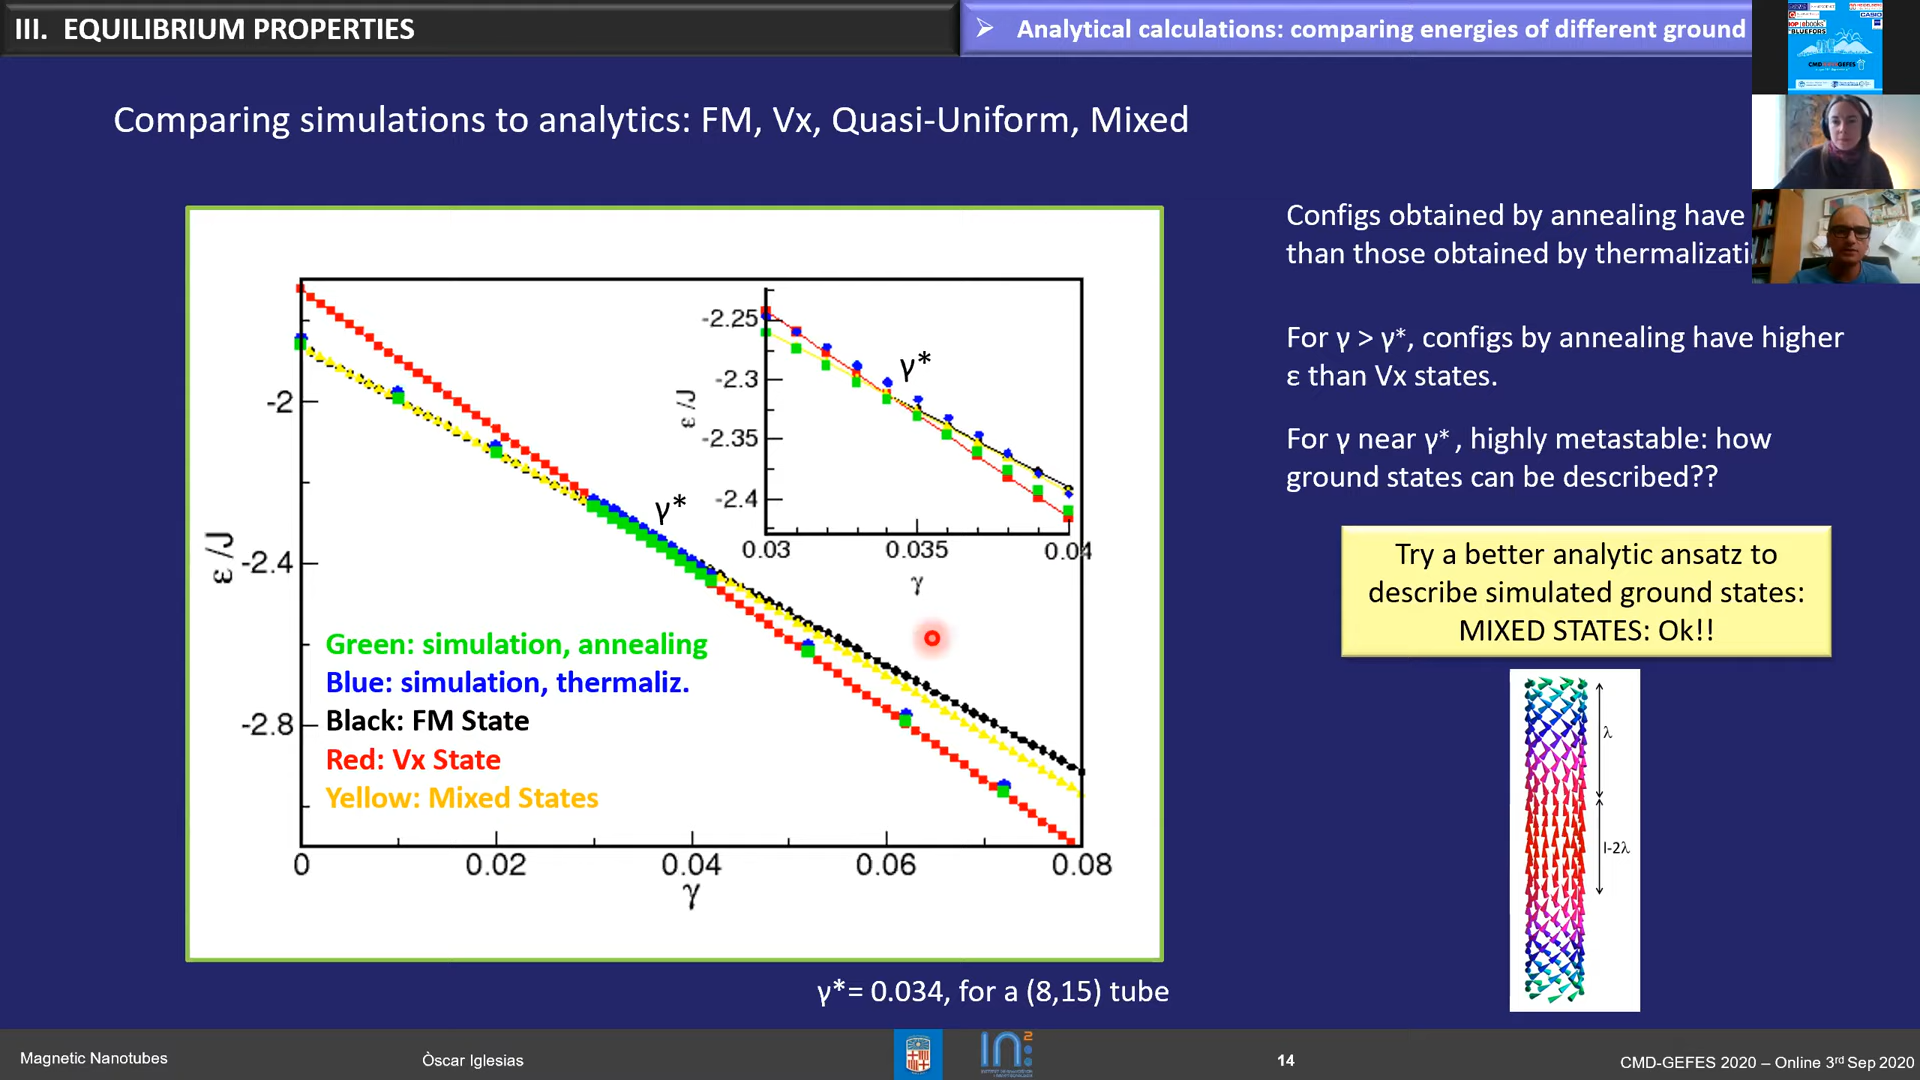 III. EQUILIBRIUM PROPERTIES
Analytical calculations: comparing energies of different ground
Comparing simulations to analytics: FM, Vx, Quasi-Uniform, Mixed
Configs obtained by annealing have
than those obtained by thermalizati
For γ > γ*, configs by annealing have higher
ε than Vx states.
For γ near γ* , highly metastable: how
ground states can be described??
Try a better analytic ansatz to
describe simulated ground states:
MIXED STATES: Ok!!
λ
l-2λ
-2
-2.4
-2.8
ε/J
0
0.02
0.04
0.06
0.08
γ
γ*
-2.25
-2.3
-2.35
-2.4
ε/J
0.03
0.035
0.04
γ
γ*
Green: simulation, annealing
Blue: simulation, thermaliz.
Black: FM State
Red: Vx State
Yellow: Mixed States
γ*= 0.034, for a (8,15) tube
Magnetic Nanotubes
Òscar Iglesias
IN2
14
CMD-GEFES 2020 – Online 3rd Sep 2020
BLUEFORS
CASIO